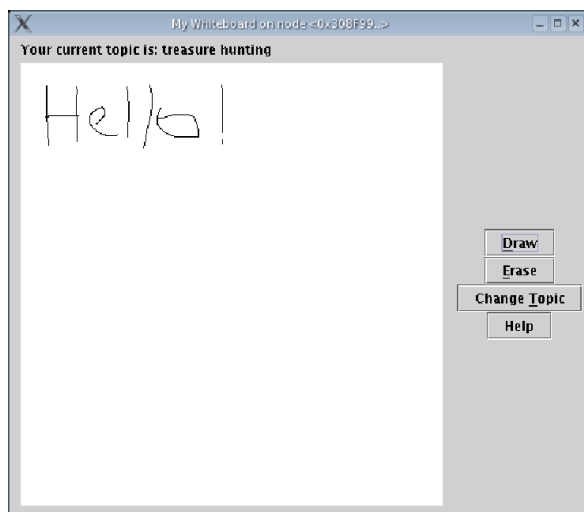 My Whiteboard on node <0x308F99..>
Your current topic is: treasure hunting
Hello!
Draw
Erase
Change Topic
Help